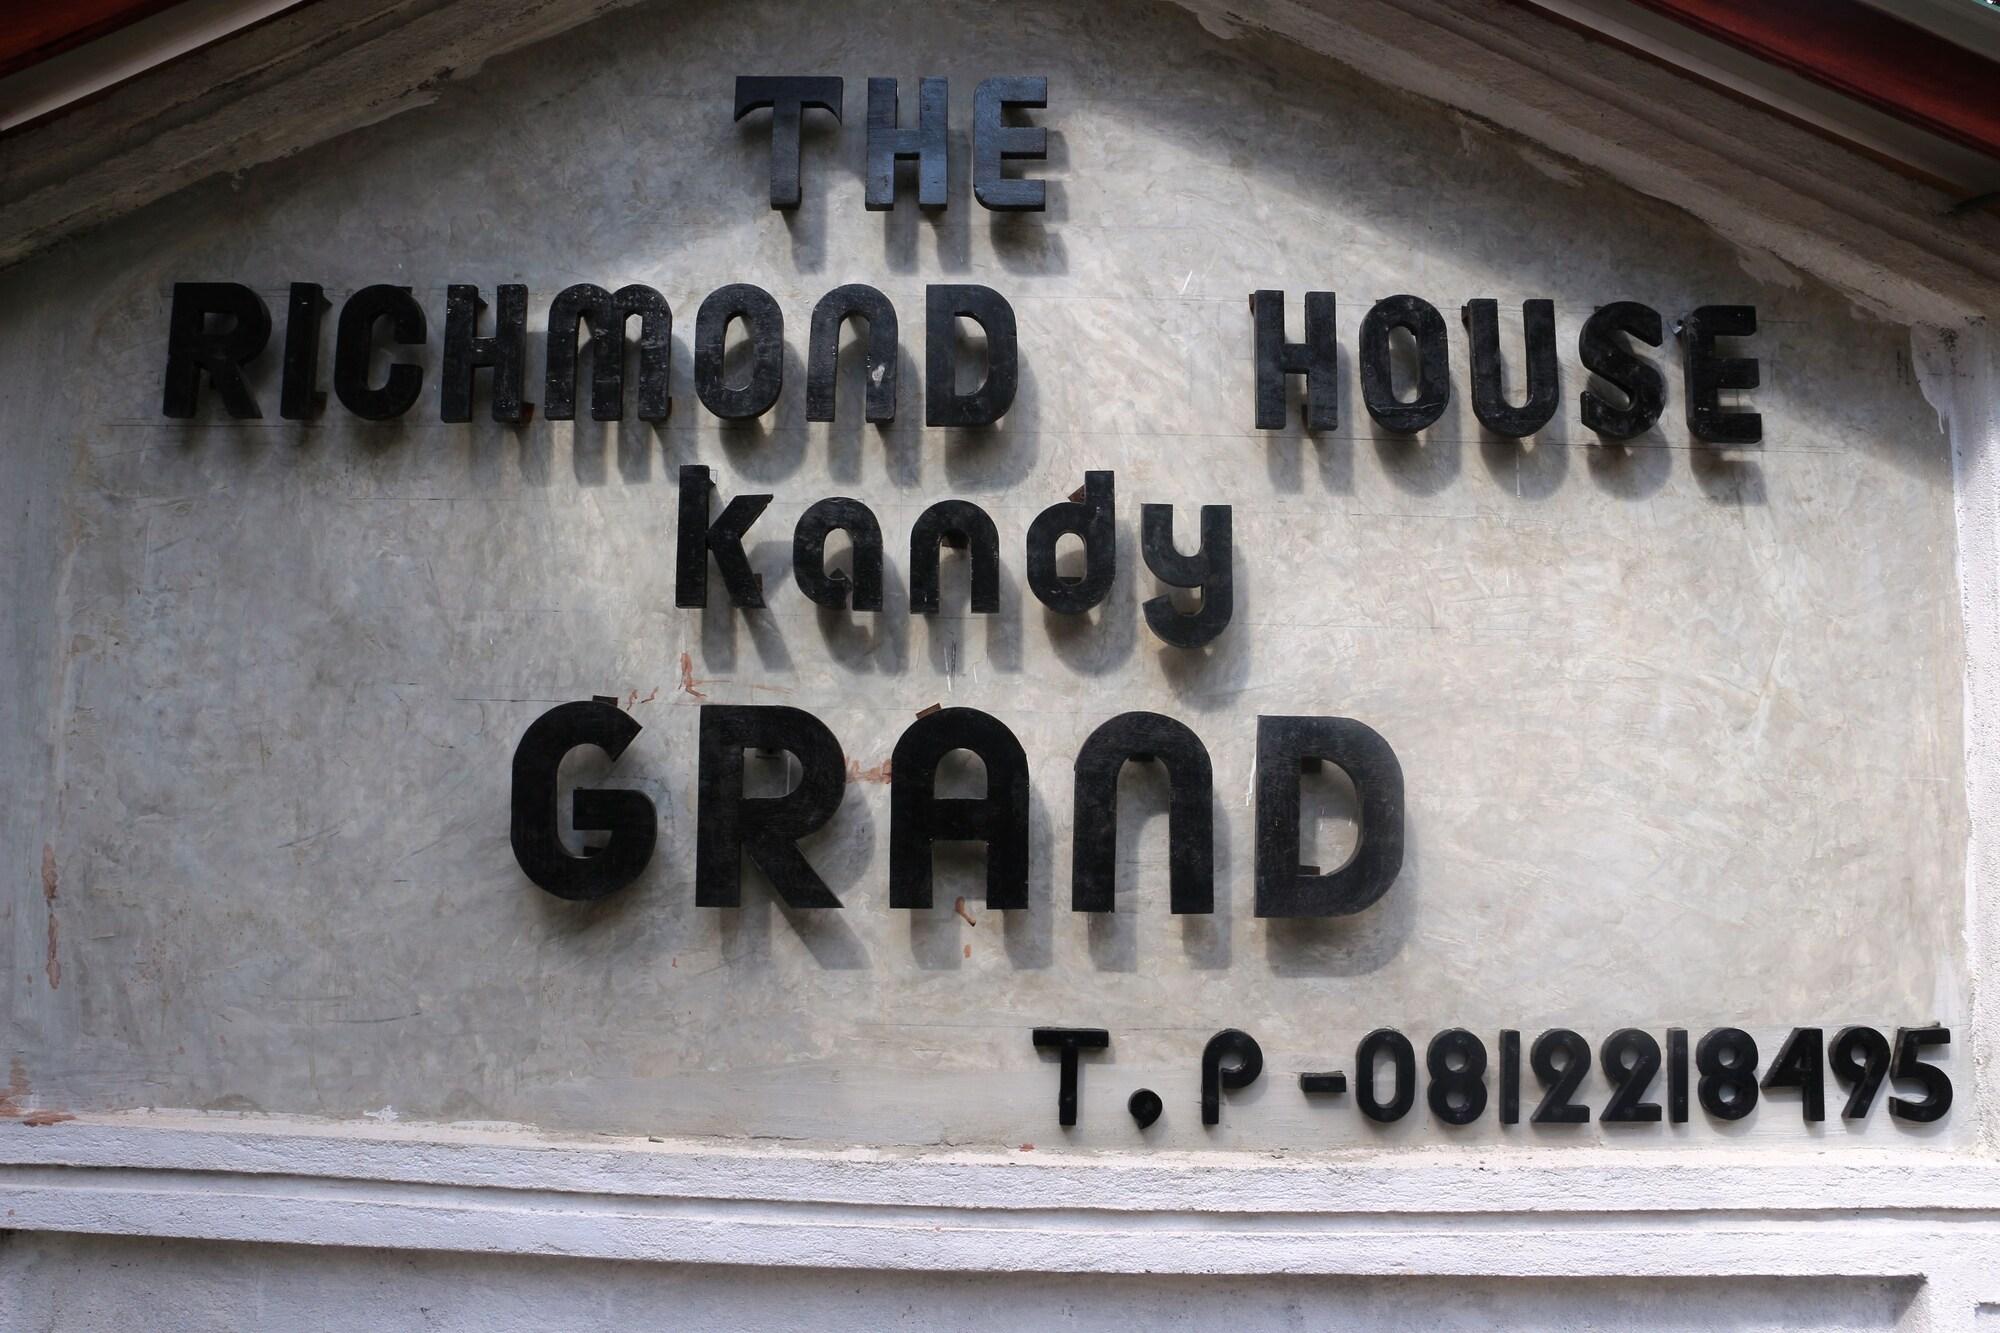 THE
RICHMOND HOUSE
kandy
GRAND
T,P-0812218495